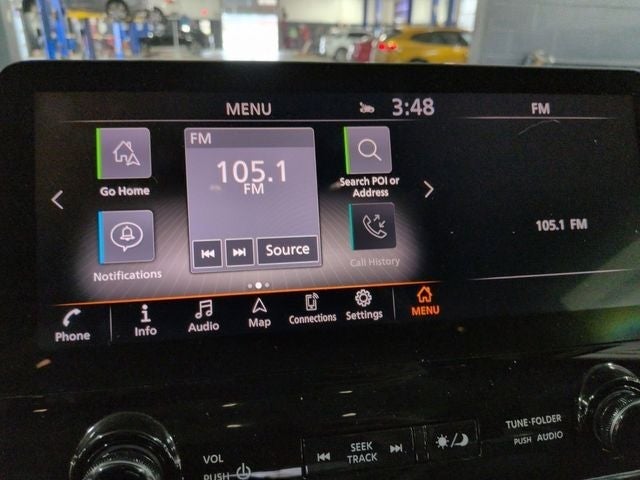 MENU 3:48 FM
FM
105.1
FM
Go Home
Search POI or
Address
105.1 FM
Notifications
Source
Call History
Phone Info Audio Map Connections Settings MENU
VOL
PUSH
SEEK
TRACK
TUNE·FOLDER
PUSH AUDIO